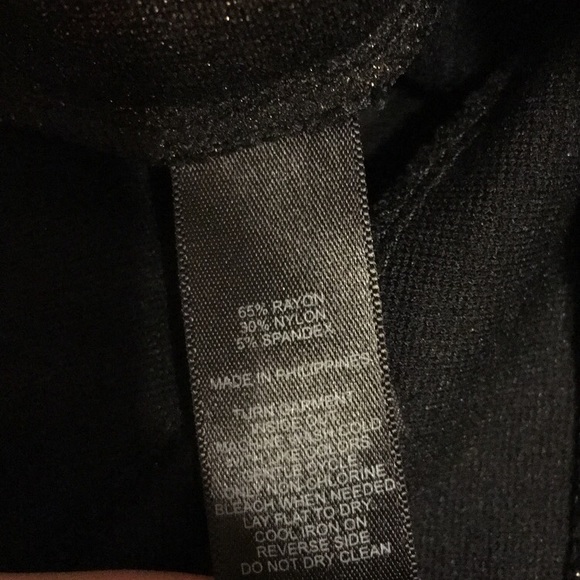 65% RAYON
30% NYLON
5% SPANDEX
MADE IN PHILIPPINES
TURN GARMENT
INSIDE OUT
MACHINE WASH COLD
WITH LIKE COLORS
GENTLE CYCLE
ONLY NON CHLORINE
BLEACH WHEN NEEDED
LAY FLAT TO DRY
COOL IRON ON
REVERSE SIDE
DO NOT DRY CLEAN